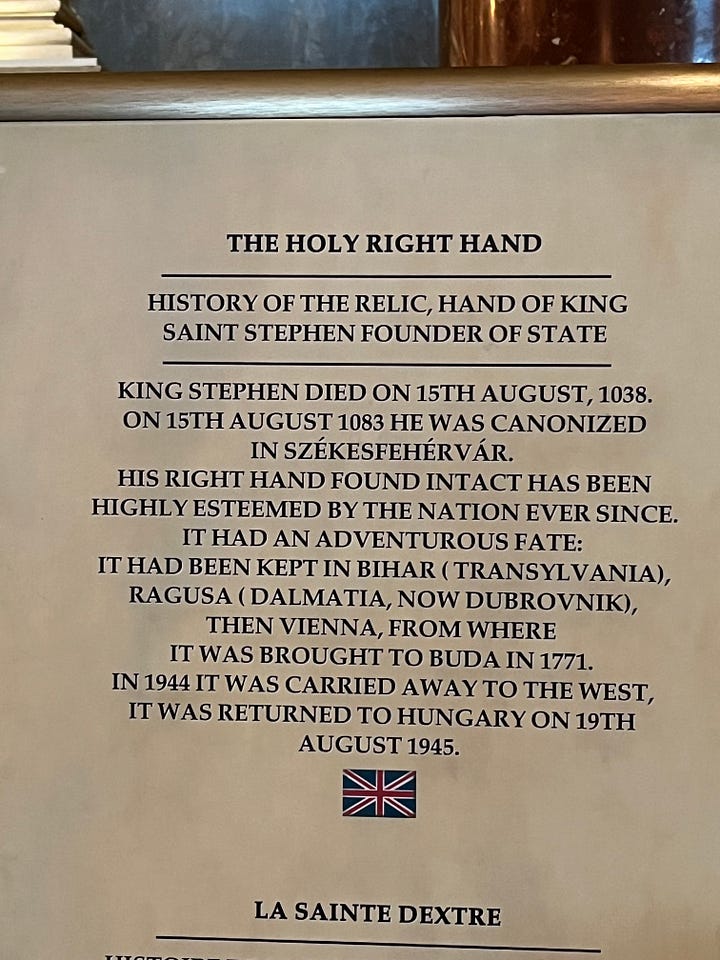 THE HOLY RIGHT HAND
HISTORY OF THE RELIC, HAND OF KING
SAINT STEPHEN FOUNDER OF STATE
KING STEPHEN DIED ON 15TH AUGUST, 1038.
ON 15TH AUGUST 1083 HE WAS CANONIZED
IN SZÉKESFEHÉRVÁR.
HIS RIGHT HAND FOUND INTACT HAS BEEN
HIGHLY ESTEEMED BY THE NATION EVER SINCE.
IT HAD AN ADVENTUROUS FATE:
IT HAD BEEN KEPT IN BIHAR ( TRANSYLVANIA),
RAGUSA ( DALMATIA, NOW DUBROVNIK),
THEN VIENNA, FROM WHERE
IT WAS BROUGHT TO BUDA IN 1771.
IN 1944 IT WAS CARRIED AWAY TO THE WEST,
IT WAS RETURNED TO HUNGARY ON 19TH
AUGUST 1945.
LA SAINTE DEXTRE